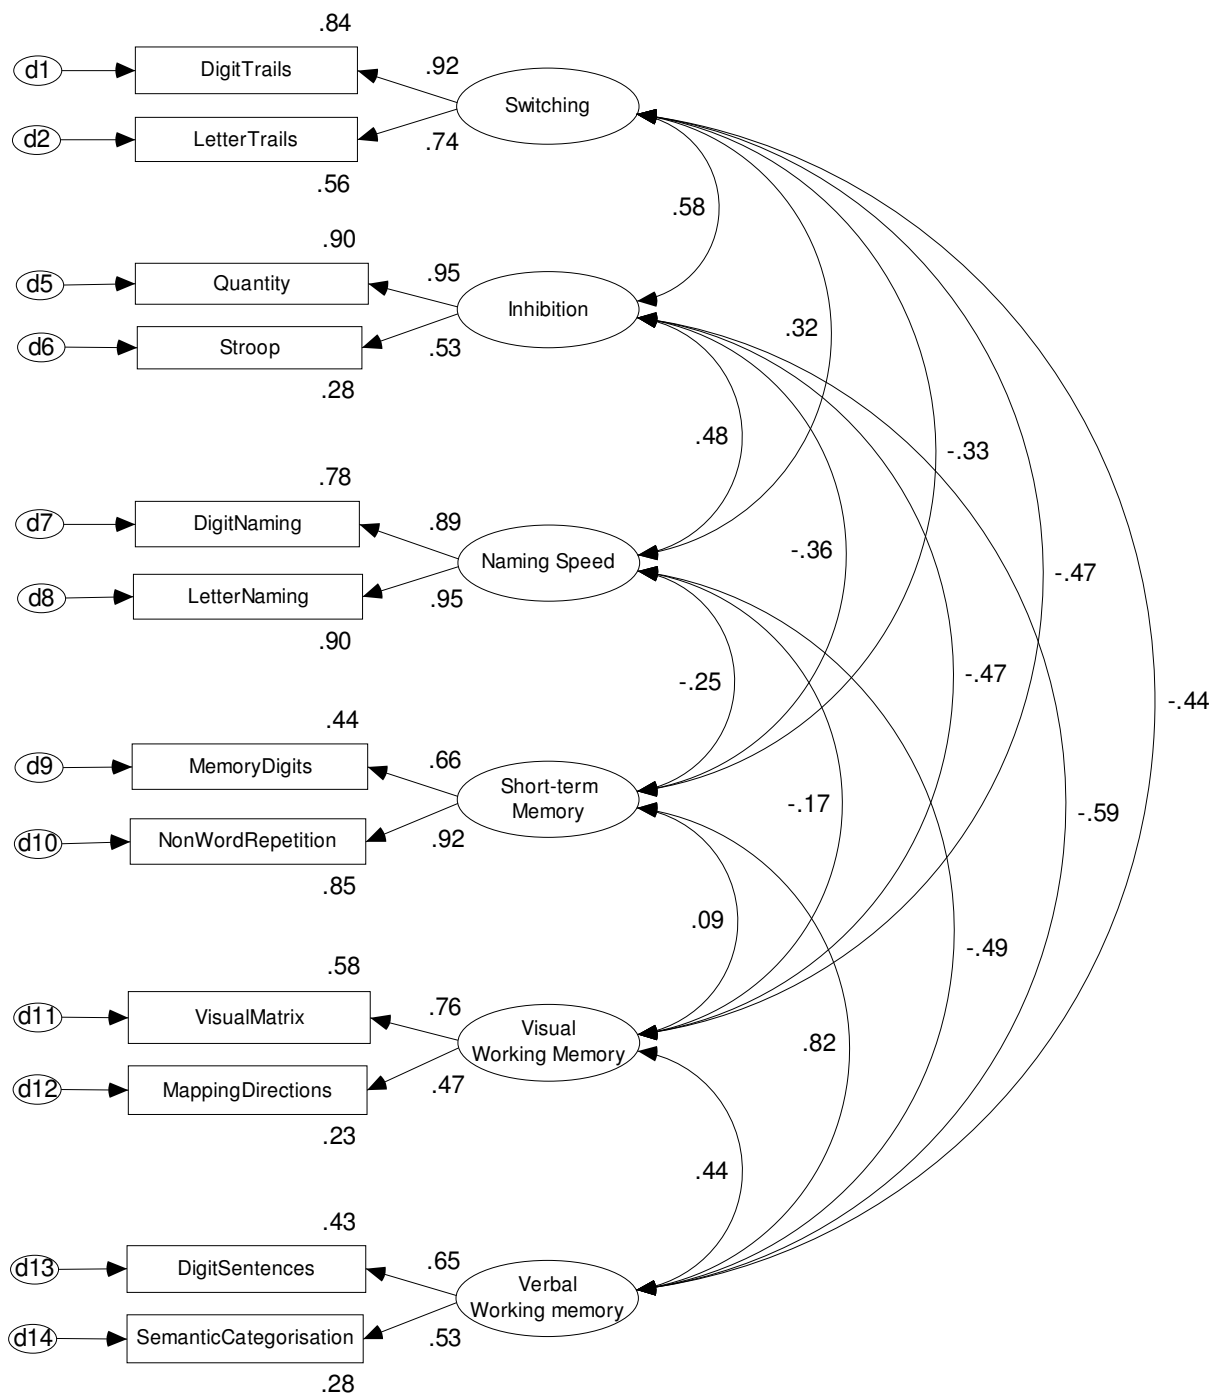 .84
d1
DigitTrails
.92
Switching
d2
LetterTrails
.74
.56
.58
.90
d5
Quantity
.95
Inhibition
.32
d6
Stroop
.53
.28
.48
-.33
.78
d7
DigitNaming
.89
Naming Speed
-.36
-.47
d8
LetterNaming
.95
.90
-.25
-.47
-.44
.44
d9
MemoryDigits
.66
Short-term
Memory
-.17
-.59
d10
NonWordRepetition
.92
.85
.09
-.49
.58
d11
VisualMatrix
.76
Visual
Working Memory
.82
d12
MappingDirections
.47
.23
.44
.43
d13
DigitSentences
.65
Verbal
Working memory
d14
SemanticCategorisation
.53
.28